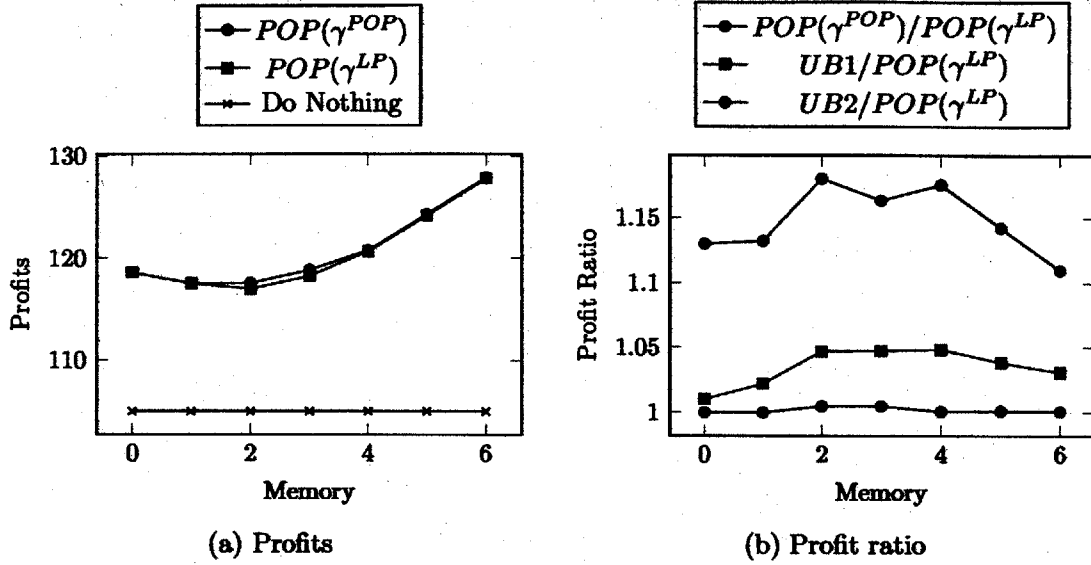 POP(γ^{POP})
POP(γ^{LP})
Do Nothing
130
120
110
Profits
0 2 4 6
Memory
(a) Profits
POP(γ^{POP})/POP(γ^{LP})
UB1/POP(γ^{LP})
UB2/POP(γ^{LP})
1.15
1.1
1.05
1
Profit Ratio
0 2 4 6
Memory
(b) Profit ratio